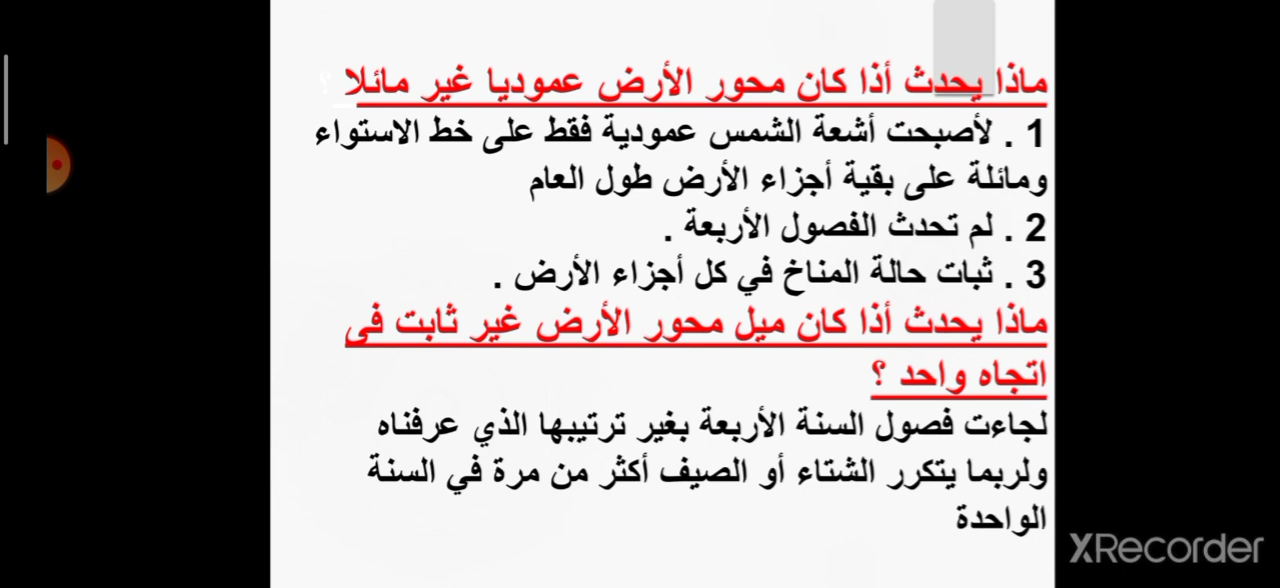 ماذا يحدث أذا كان محور الأرض عموديا غير مائلا ؟
1 . لأصبحت أشعة الشمس عمودية فقط على خط الاستواء
ومائلة على بقية أجزاء الأرض طول العام
2 . لم تحدث الفصول الأربعة .
3 . ثبات حالة المناخ في كل أجزاء الأرض .
ماذا يحدث أذا كان ميل محور الأرض غير ثابت في
اتجاه واحد ؟
لجاءت فصول السنة الأربعة بغير ترتيبها الذي عرفناه
ولربما يتكرر الشتاء أو الصيف أكثر من مرة في السنة
الواحدة
XRecorder